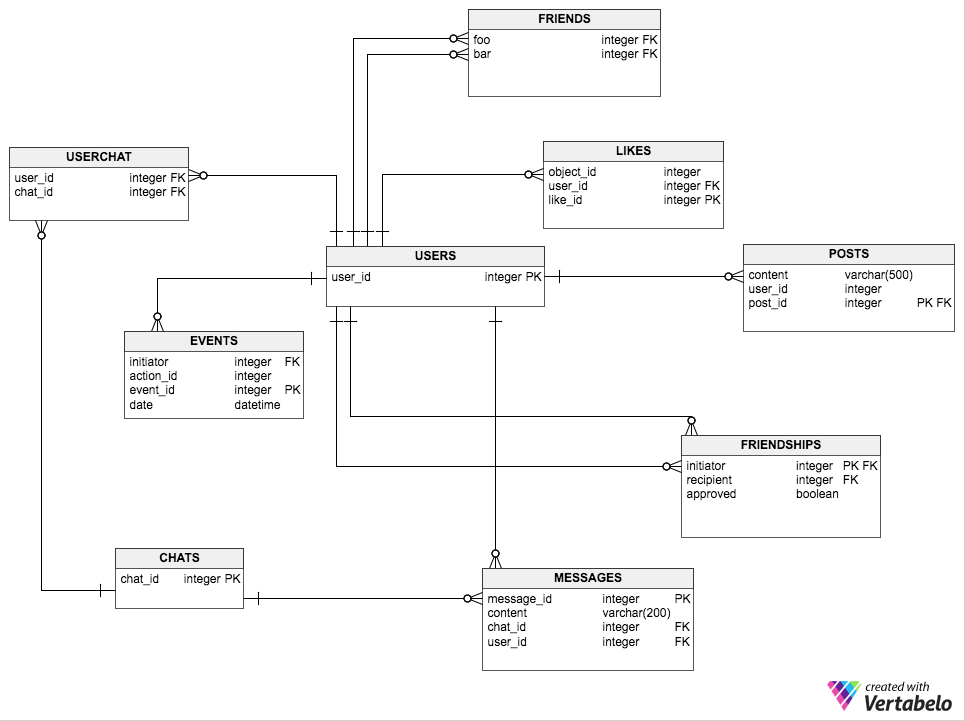 FRIENDS
foo integer FK
bar integer FK
USERCHAT
user_id integer FK
chat_id integer FK
LIKES
object_id integer
user_id integer FK
like_id integer PK
USERS
user_id integer PK
POSTS
content varchar(500)
user_id integer
post_id integer PK FK
EVENTS
initiator integer FK
action_id integer
event_id integer PK
date datetime
FRIENDSHIPS
initiator integer PK FK
recipient integer FK
approved boolean
CHATS
chat_id integer PK
MESSAGES
message_id integer PK
content varchar(200)
chat_id integer FK
user_id integer FK
created with
Vertabelo